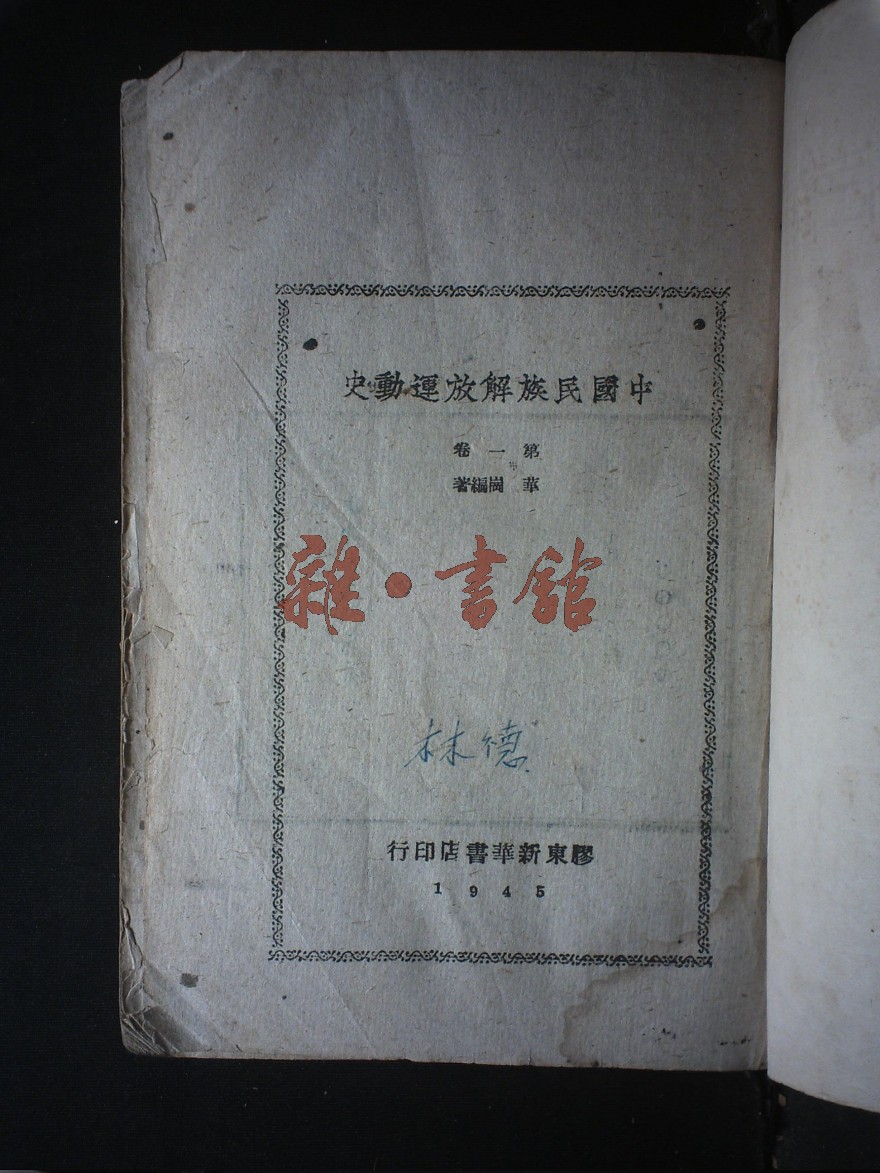 中國民族解放運動史
第一卷
華崗編著
雜·書館
林德
膠東新華書店印行
1945